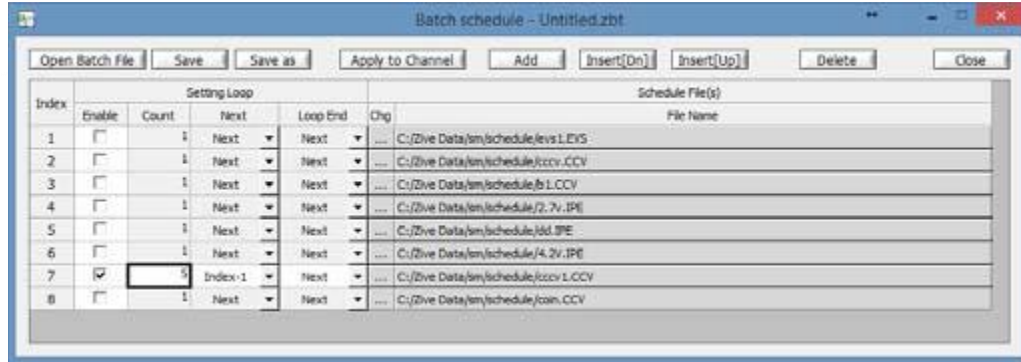 Batch schedule - Untitled.zbt
Open Batch File Save Save as Apply to Channel Add Insert[Dn] Insert[Up] Delete Close
Index Setting Loop Schedule File(s)
Enable Count Next Loop End Chg File Name
1 1 Next Next ... C:/Zive Data/sm/schedule/evs1.EVS
2 1 Next Next ... C:/Zive Data/sm/schedule/cccv.CCV
3 1 Next Next ... C:/Zive Data/sm/schedule/b1.CCV
4 1 Next Next ... C:/Zive Data/sm/schedule/2.7v.IPE
5 1 Next Next ... C:/Zive Data/sm/schedule/dd.IPE
6 1 Next Next ... C:/Zive Data/sm/schedule/4.2V.IPE
7 5 Index-1 Next ... C:/Zive Data/sm/schedule/cccv1.CCV
8 1 Next Next ... C:/Zive Data/sm/schedule/coin.CCV